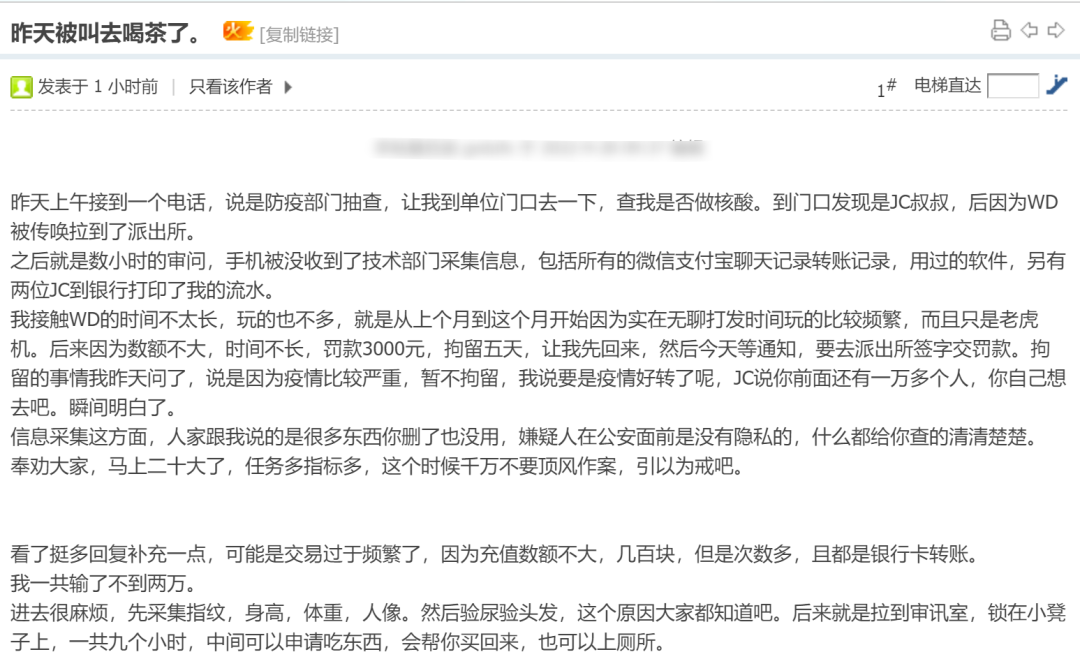 昨天被叫去喝茶了。 火 [复制链接]
发表于 1 小时前 | 只看该作者
1# 电梯直达
昨天上午接到一个电话，说是防疫部门抽查，让我到单位门口去一下，查我是否做核酸。到门口发现是JC叔叔，后因为WD
被传唤拉到了派出所。
之后就是数小时的审问，手机被没收到了技术部门采集信息，包括所有的微信支付宝聊天记录转账记录，用过的软件，另有
两位JC到银行打印了我的流水。
我接触WD的时间不太长，玩的也不多，就是从上个月到这个月开始因为实在无聊打发时间玩的比较频繁，而且只是老虎
机。后来因为数额不大，时间不长，罚款3000元，拘留五天，让我先回来，然后今天等通知，要去派出所签字交罚款。拘
留的事情我昨天问了，说是因为疫情比较严重，暂不拘留，我说要是疫情好转了呢，JC说你前面还有一万多个人，你自己想
去吧。瞬间明白了。
信息采集这方面，人家跟我说的是很多东西你删了也没用，嫌疑人在公安面前是没有隐私的，什么都给你查的清清楚楚。
奉劝大家，马上二十大了，任务多指标多，这个时候千万不要顶风作案，引以为戒吧。
看了挺多回复补充一点，可能是交易过于频繁了，因为充值数额不大，几百块，但是次数多，且都是银行卡转账。
我一共输了不到两万。
进去很麻烦，先采集指纹，身高，体重，人像。然后验尿验头发，这个原因大家都知道吧。后来就是拉到审讯室，锁在小凳
子上，一共九个小时，中间可以申请吃东西，会帮你买回来，也可以上厕所。